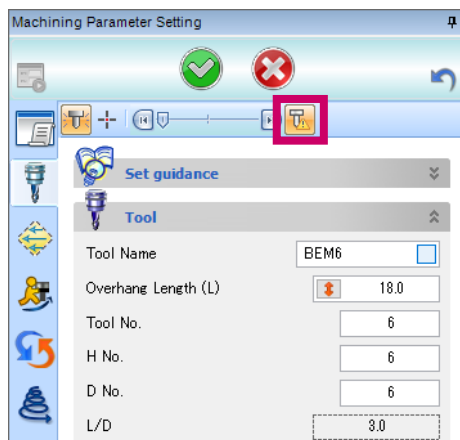 Machining Parameter Setting
Set guidance
Tool
Tool Name BEM6
Overhang Length (L) 18.0
Tool No. 6
H No. 6
D No. 6
L/D 3.0